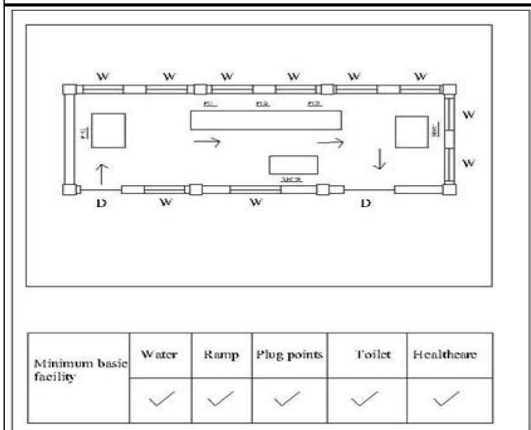 W W W W W W
W
W
D W W D
Minimum basic facility Water Ramp Plug points Toilet Healthcare
✓ ✓ ✓ ✓ ✓